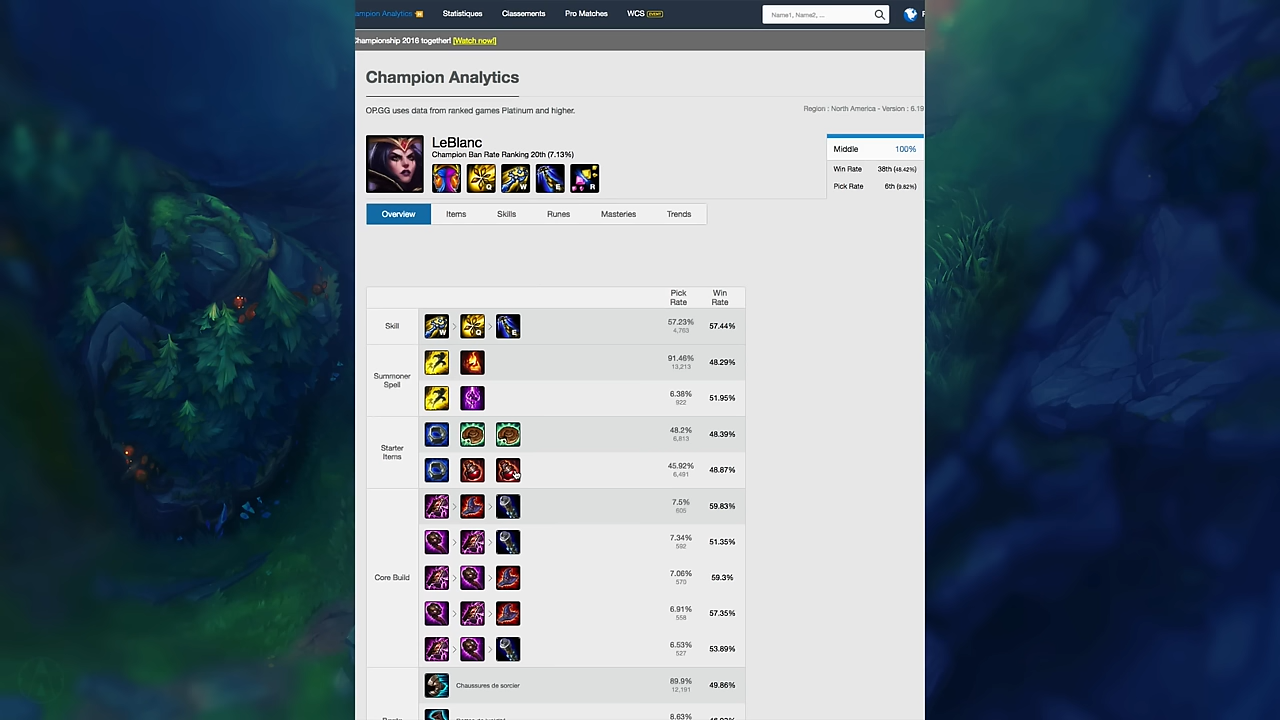 ampion Analytics
Statistiques
Classements
Pro Matches
WCS EVENT
Name1, Name2, ...
Championship 2016 together! [Watch now!]
Champion Analytics
OP.GG uses data from ranked games Platinum and higher.
Region : North America - Version : 6.19
LeBlanc
Champion Ban Rate Ranking 20th (7.13%)
Q W E R
Middle 100%
Win Rate 38th (48.42%)
Pick Rate 6th (9.82%)
Overview Items Skills Runes Masteries Trends
Pick Rate
Win Rate
Skill W > Q > E 57.23% 57.44%
4,783
Summoner Spell
91.46% 48.29%
13,213
6.38% 51.95%
922
Starter Items
48.2% 48.39%
6,813
45.92% 48.87%
6,491
Core Build
7.5% 59.83%
605
7.34% 51.35%
592
7.06% 59.3%
570
6.91% 57.35%
558
6.53% 53.89%
527
Chaussures de sorcier 89.9% 49.86%
12,191
8.63%